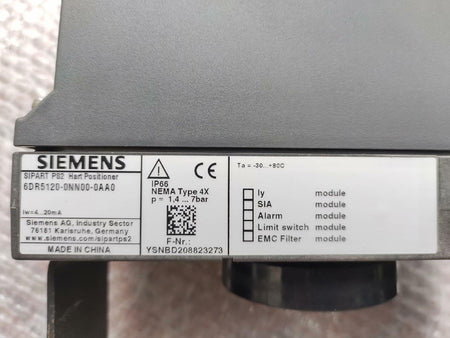 SIEMENS
SIPART PS2 Hart Positioner
6DR5120-0NN00-0AA0
Iw=4...20mA
Siemens AG, Industry Sector
76181 Karlsruhe, Germany
www.siemens.com/sipartps2
MADE IN CHINA
CE
IP66
NEMA Type 4X
p = 1,4 ... 7bar
F-Nr.:
YSNBD208823273
Ta = -30...+80C
Iy module
SIA module
Alarm module
Limit switch module
EMC Filter module